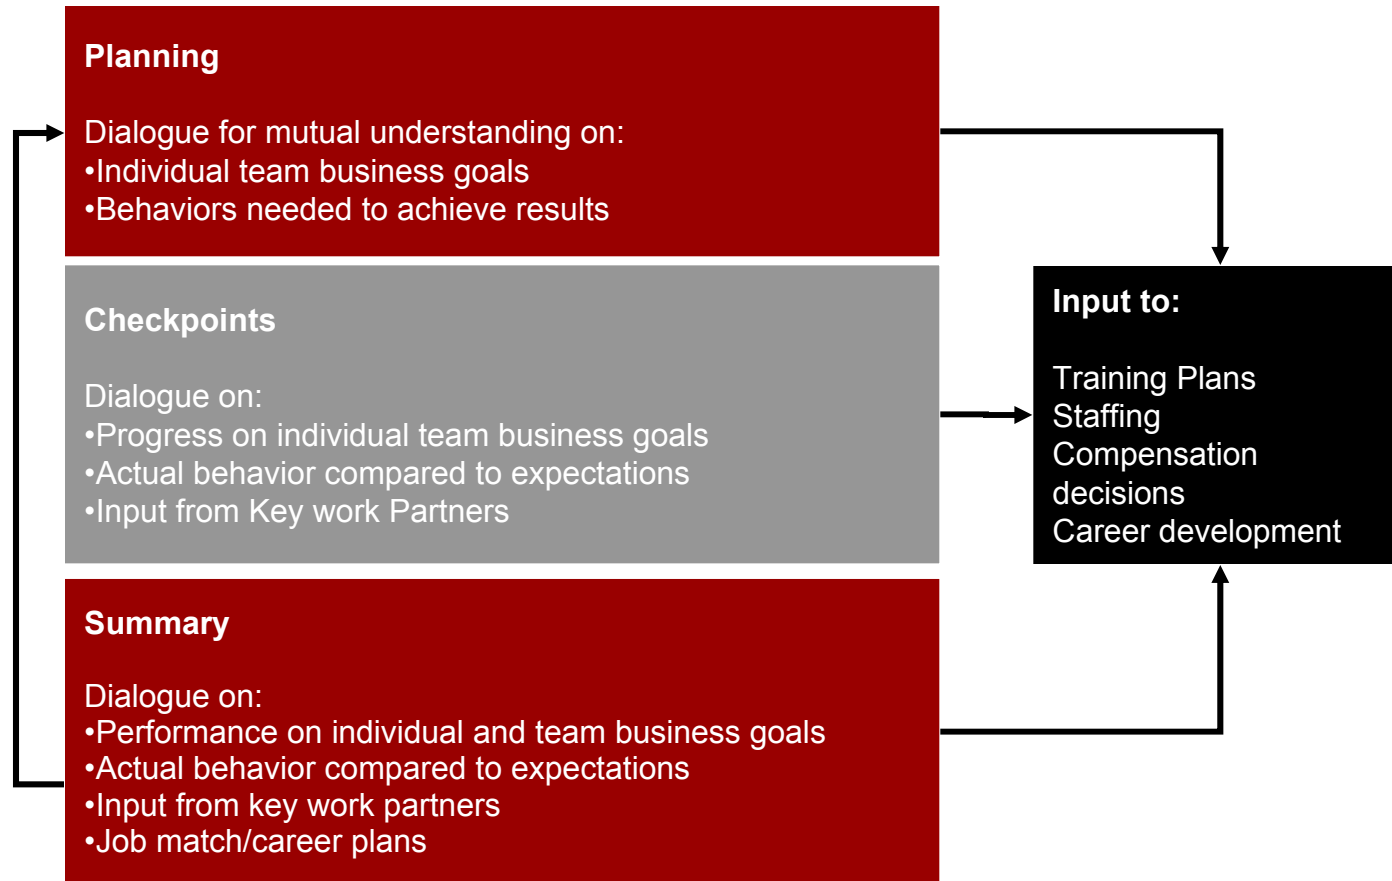 Planning
Dialogue for mutual understanding on:
•Individual team business goals
•Behaviors needed to achieve results
Checkpoints
Dialogue on:
•Progress on individual team business goals
•Actual behavior compared to expectations
•Input from Key work Partners
Summary
Dialogue on:
•Performance on individual and team business goals
•Actual behavior compared to expectations
•Input from key work partners
•Job match/career plans
Input to:
Training Plans
Staffing
Compensation
decisions
Career development